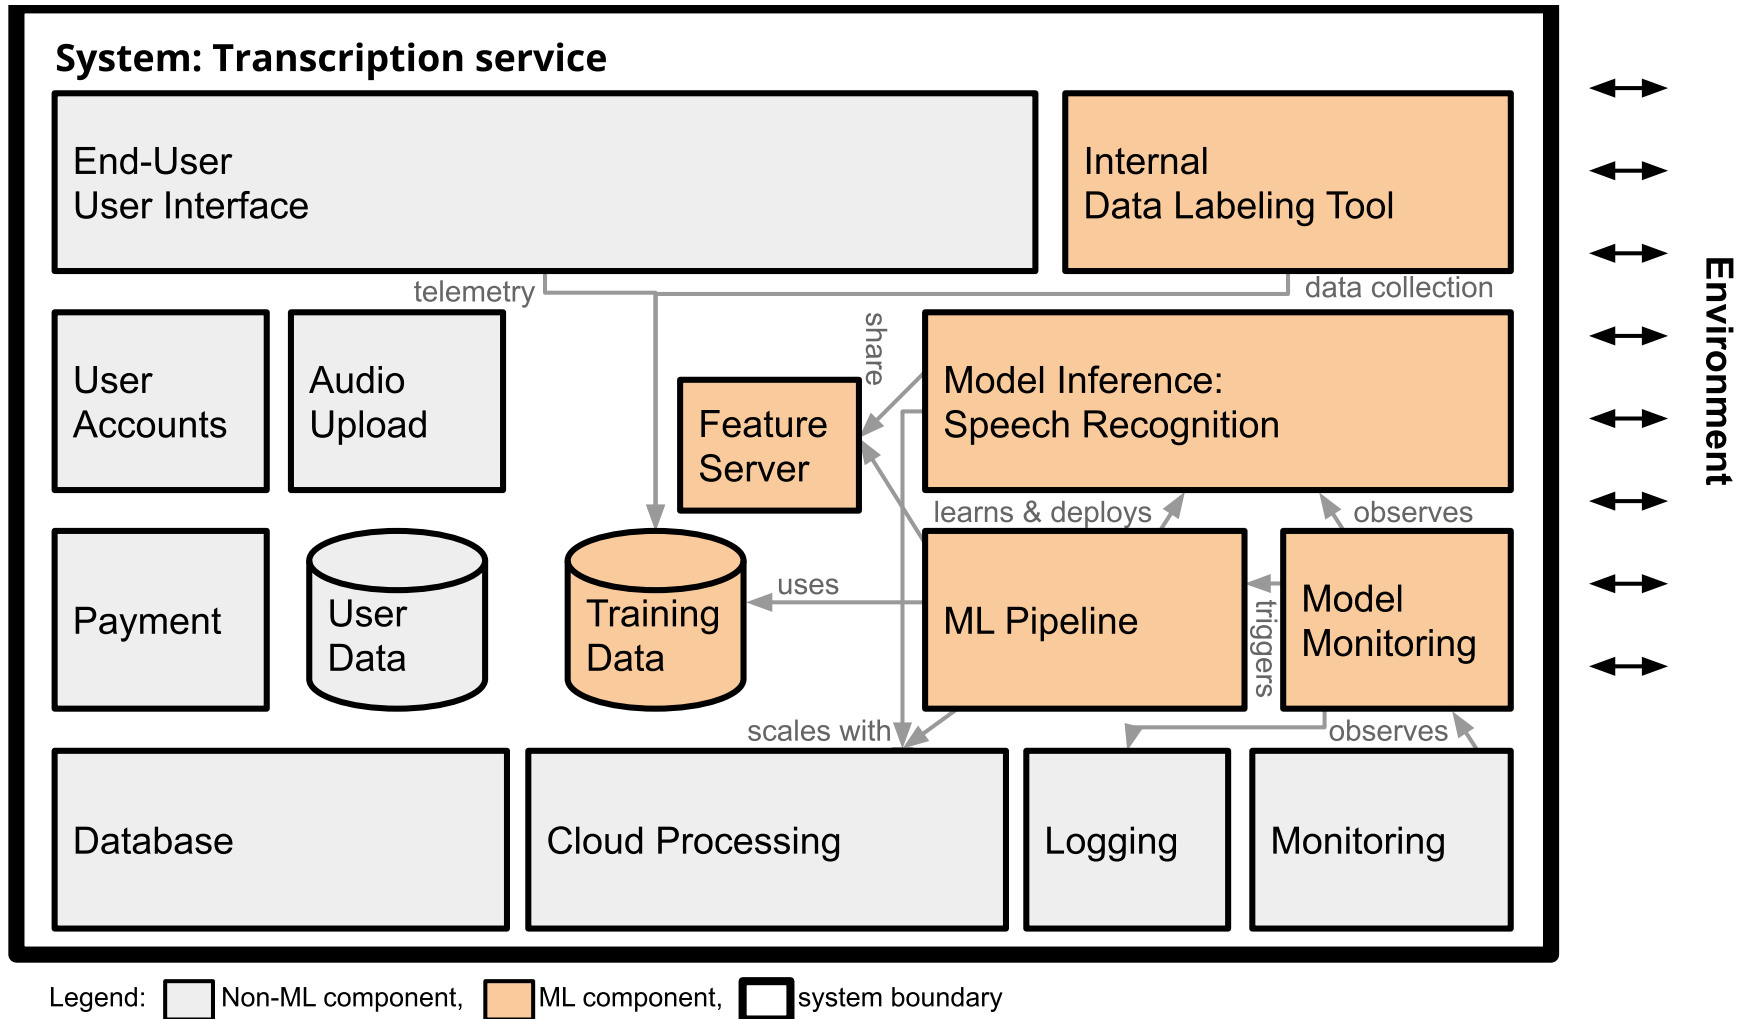 System: Transcription service
End-User
User Interface
Internal
Data Labeling Tool
telemetry
data collection
User
Accounts
Audio
Upload
share
Feature
Server
Model Inference:
Speech Recognition
learns & deploys
observes
Payment
User
Data
Training
Data
uses
ML Pipeline
triggers
Model
Monitoring
scales with
observes
Database
Cloud Processing
Logging
Monitoring
Environment
Legend:
Non-ML component,
ML component,
system boundary